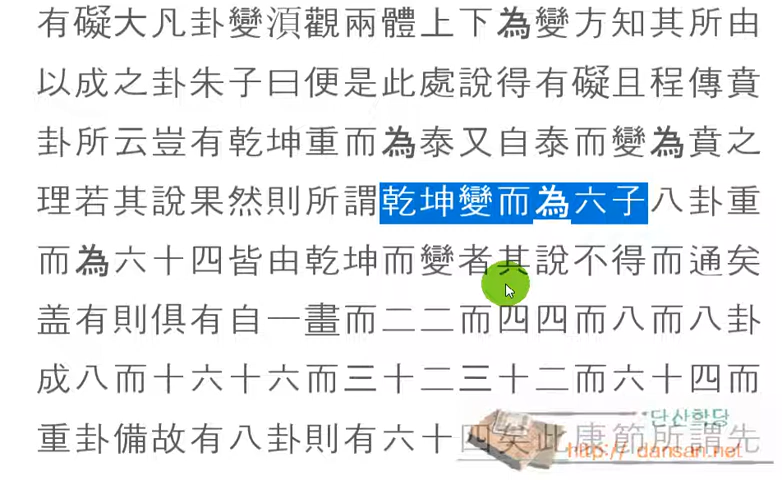 有礙大凡卦變湏觀兩體上下為變方知其所由
以成之卦朱子曰便是此處說得有礙且程傳賁
卦所云豈有乾坤重而為泰又自泰而變為賁之
理若其說果然則所謂乾坤變而為六子八卦重
而為六十四皆由乾坤而變者其說不得而通矣
盖有則俱有自一畫而二二而四四而八而八卦
成八而十六十六而三十二三十二而六十四而
重卦備故有八卦則有六十四矣此康節所謂先
단산학당
http://dansan.net